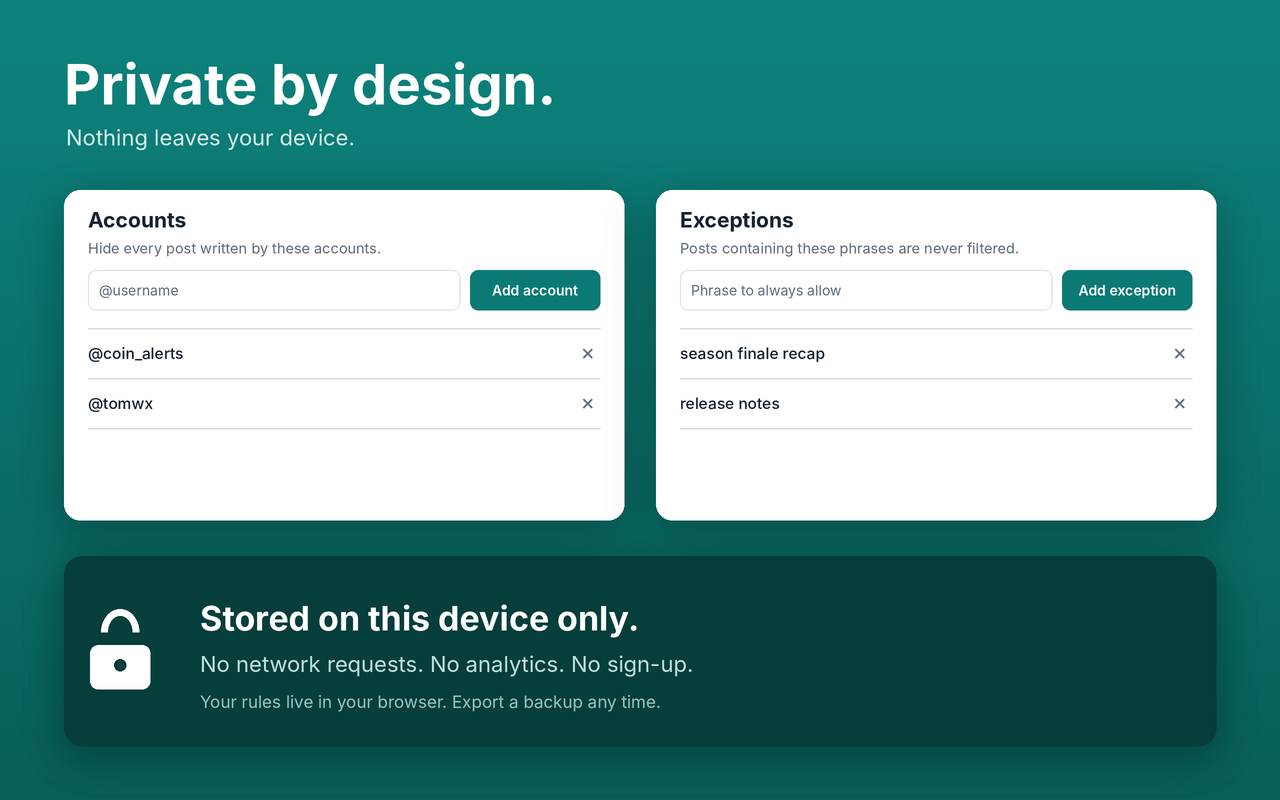 Private by design.
Nothing leaves your device.
Accounts
Hide every post written by these accounts.
@username
Add account
@coin_alerts
✕
@tomwx
✕
Exceptions
Posts containing these phrases are never filtered.
Phrase to always allow
Add exception
season finale recap
✕
release notes
✕
Stored on this device only.
No network requests. No analytics. No sign-up.
Your rules live in your browser. Export a backup any time.